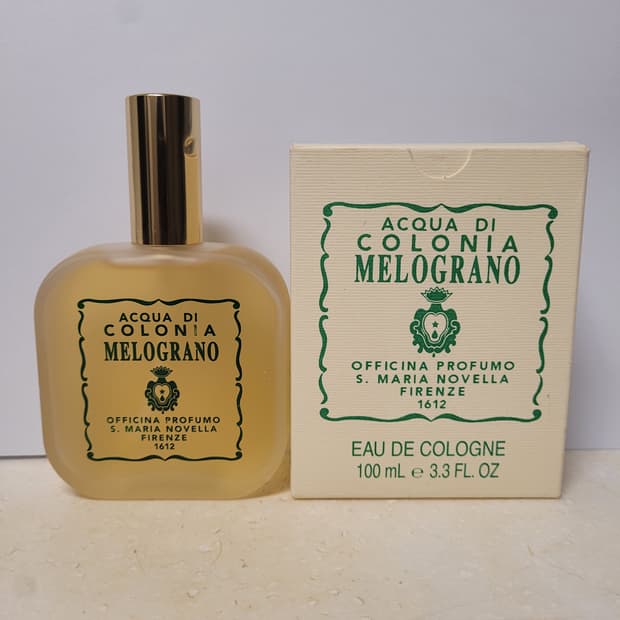 ACQUA DI
COLONIA
MELOGRANO
OFFICINA PROFUMO
S. MARIA NOVELLA
FIRENZE
1612
ACQUA DI
COLONIA
MELOGRANO
OFFICINA PROFUMO
S. MARIA NOVELLA
FIRENZE
1612
EAU DE COLOGNE
100 mL ℮ 3.3 FL. OZ